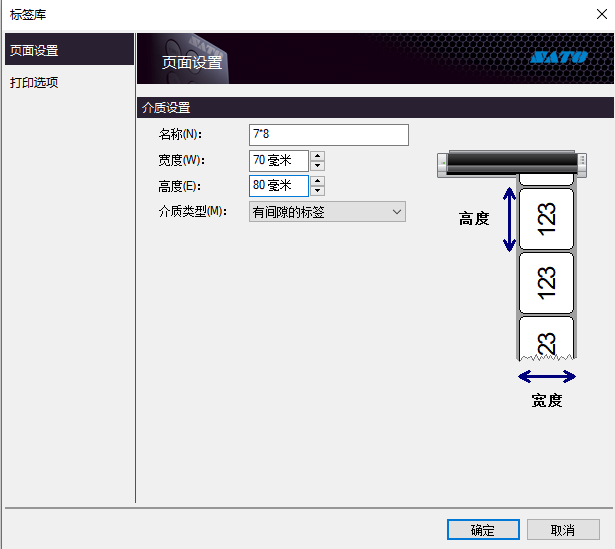 标签库
页面设置
打印选项
页面设置
SATO
介质设置
名称(N):
7*8
宽度(W):
70 毫米
高度(E):
80 毫米
介质类型(M):
有间隙的标签
高度
123
123
23
宽度
确定
取消